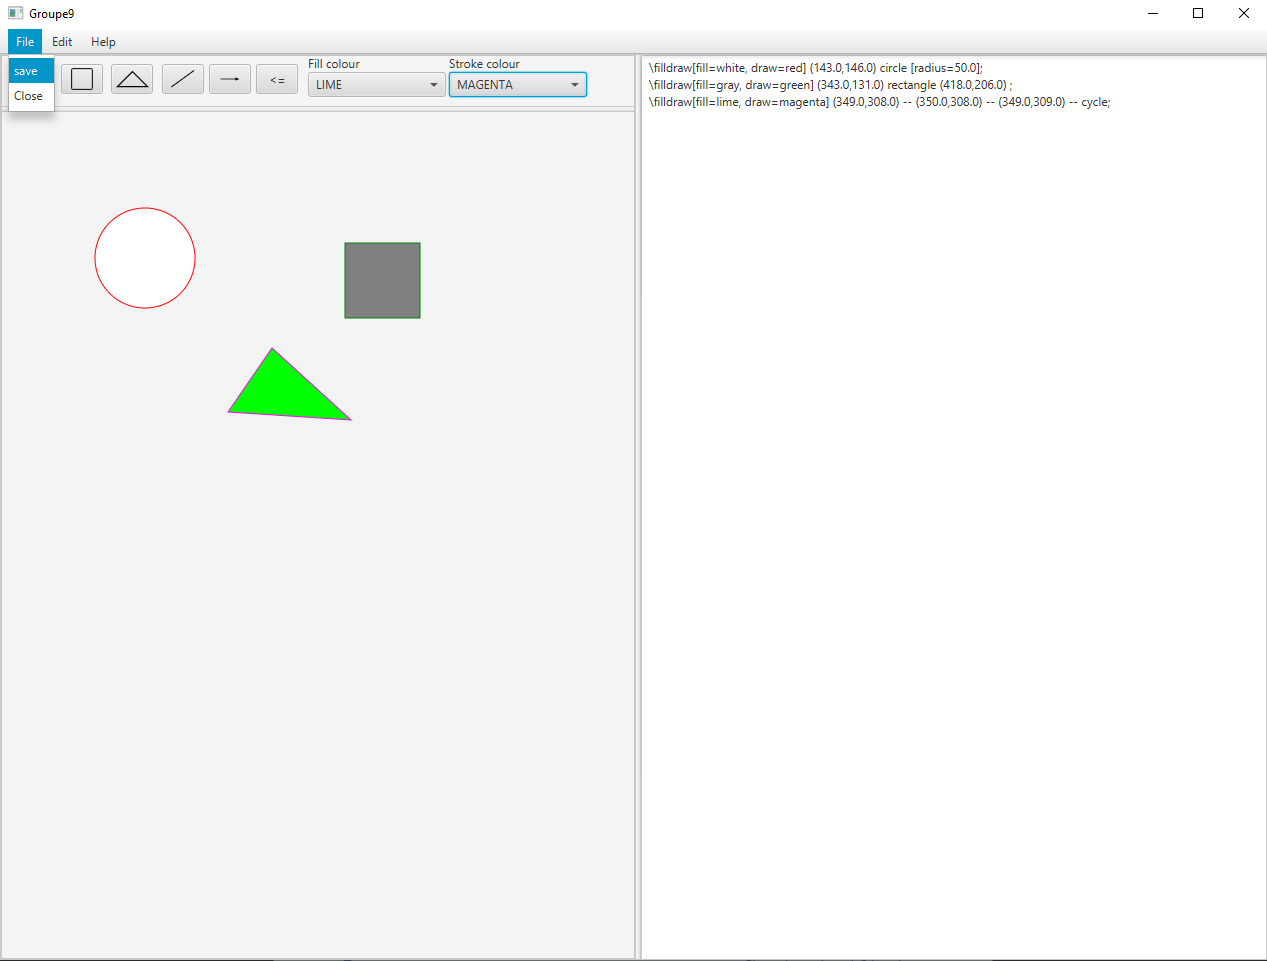 Groupe9
File Edit Help
save
Close
<=
Fill colour
LIME
Stroke colour
MAGENTA
\filldraw[fill=white, draw=red] (143.0,146.0) circle [radius=50.0];
\filldraw[fill=gray, draw=green] (343.0,131.0) rectangle (418.0,206.0) ;
\filldraw[fill=lime, draw=magenta] (349.0,308.0) -- (350.0,308.0) -- (349.0,309.0) -- cycle;